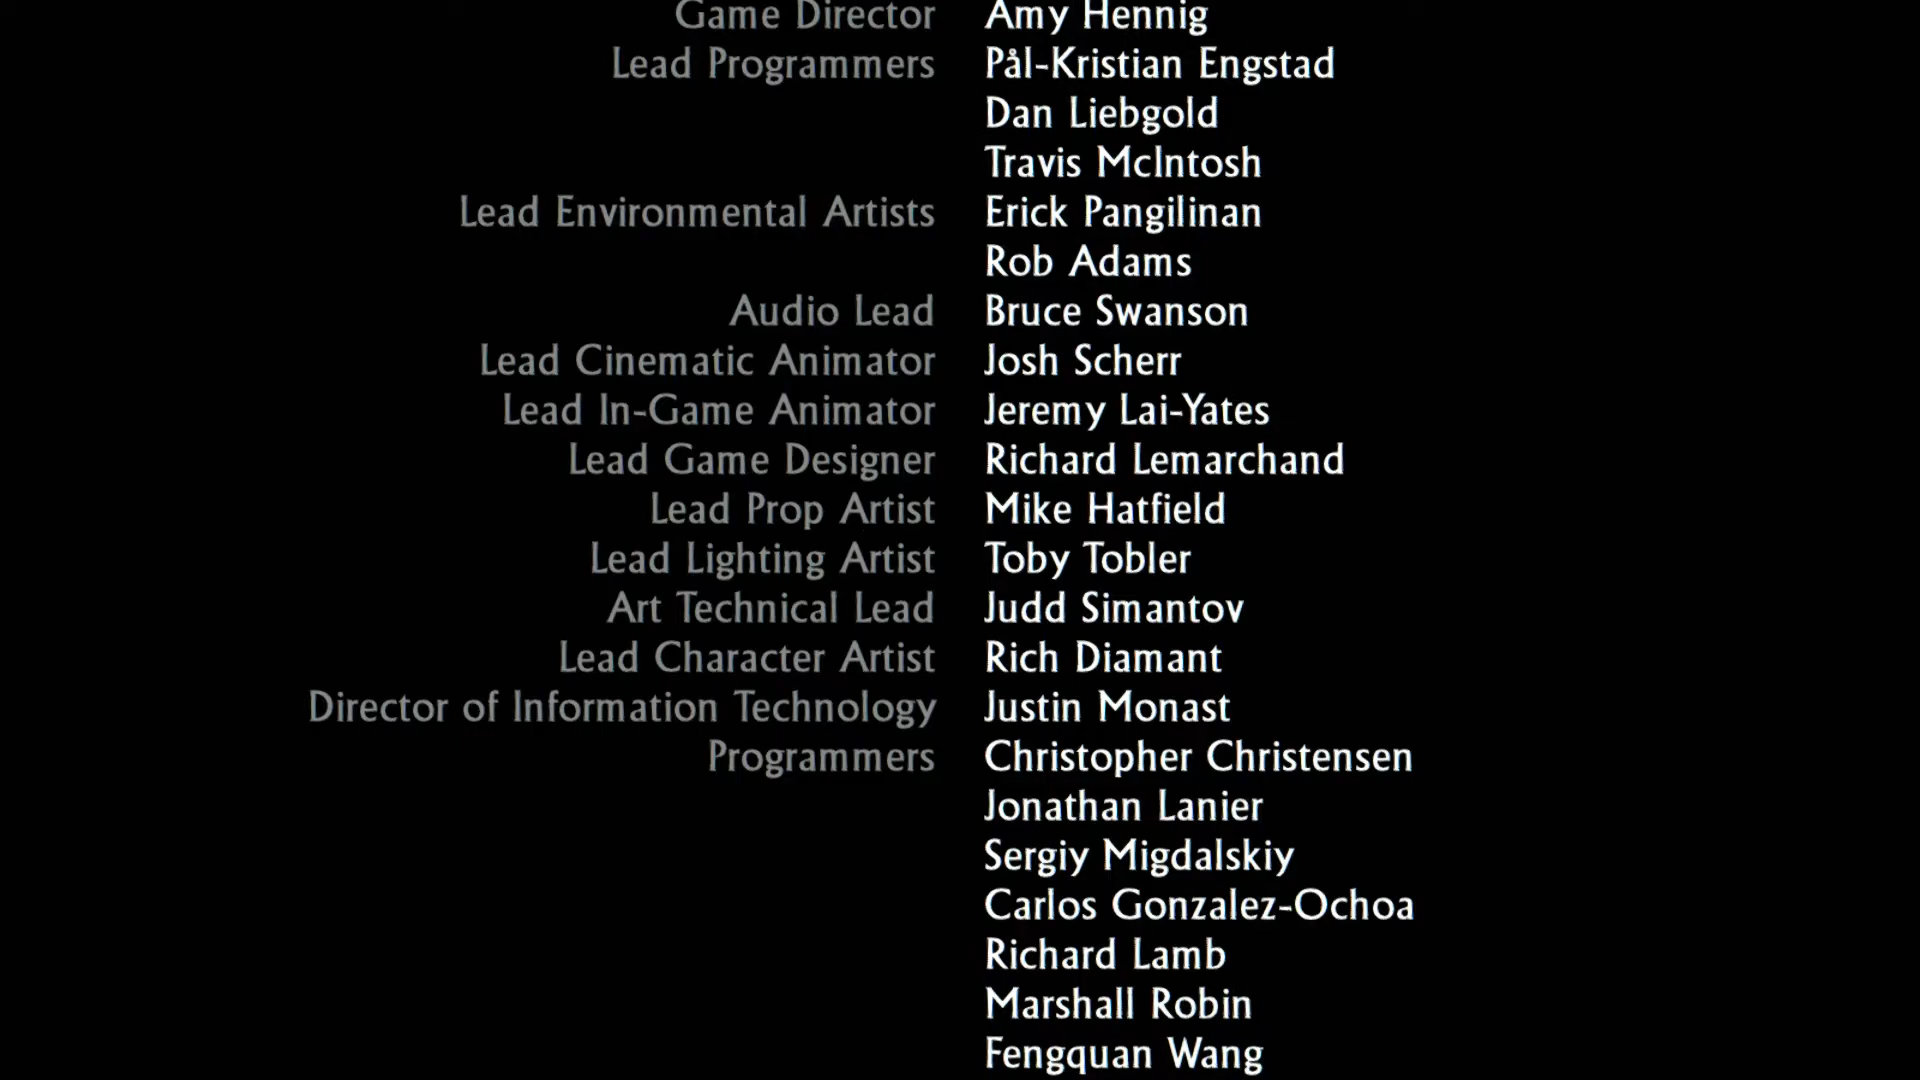 Game Director Amy Hennig
Lead Programmers Pål-Kristian Engstad
Dan Liebgold
Travis McIntosh
Lead Environmental Artists Erick Pangilinan
Rob Adams
Audio Lead Bruce Swanson
Lead Cinematic Animator Josh Scherr
Lead In-Game Animator Jeremy Lai-Yates
Lead Game Designer Richard Lemarchand
Lead Prop Artist Mike Hatfield
Lead Lighting Artist Toby Tobler
Art Technical Lead Judd Simantov
Lead Character Artist Rich Diamant
Director of Information Technology Justin Monast
Programmers Christopher Christensen
Jonathan Lanier
Sergiy Migdalskiy
Carlos Gonzalez-Ochoa
Richard Lamb
Marshall Robin
Fengquan Wang